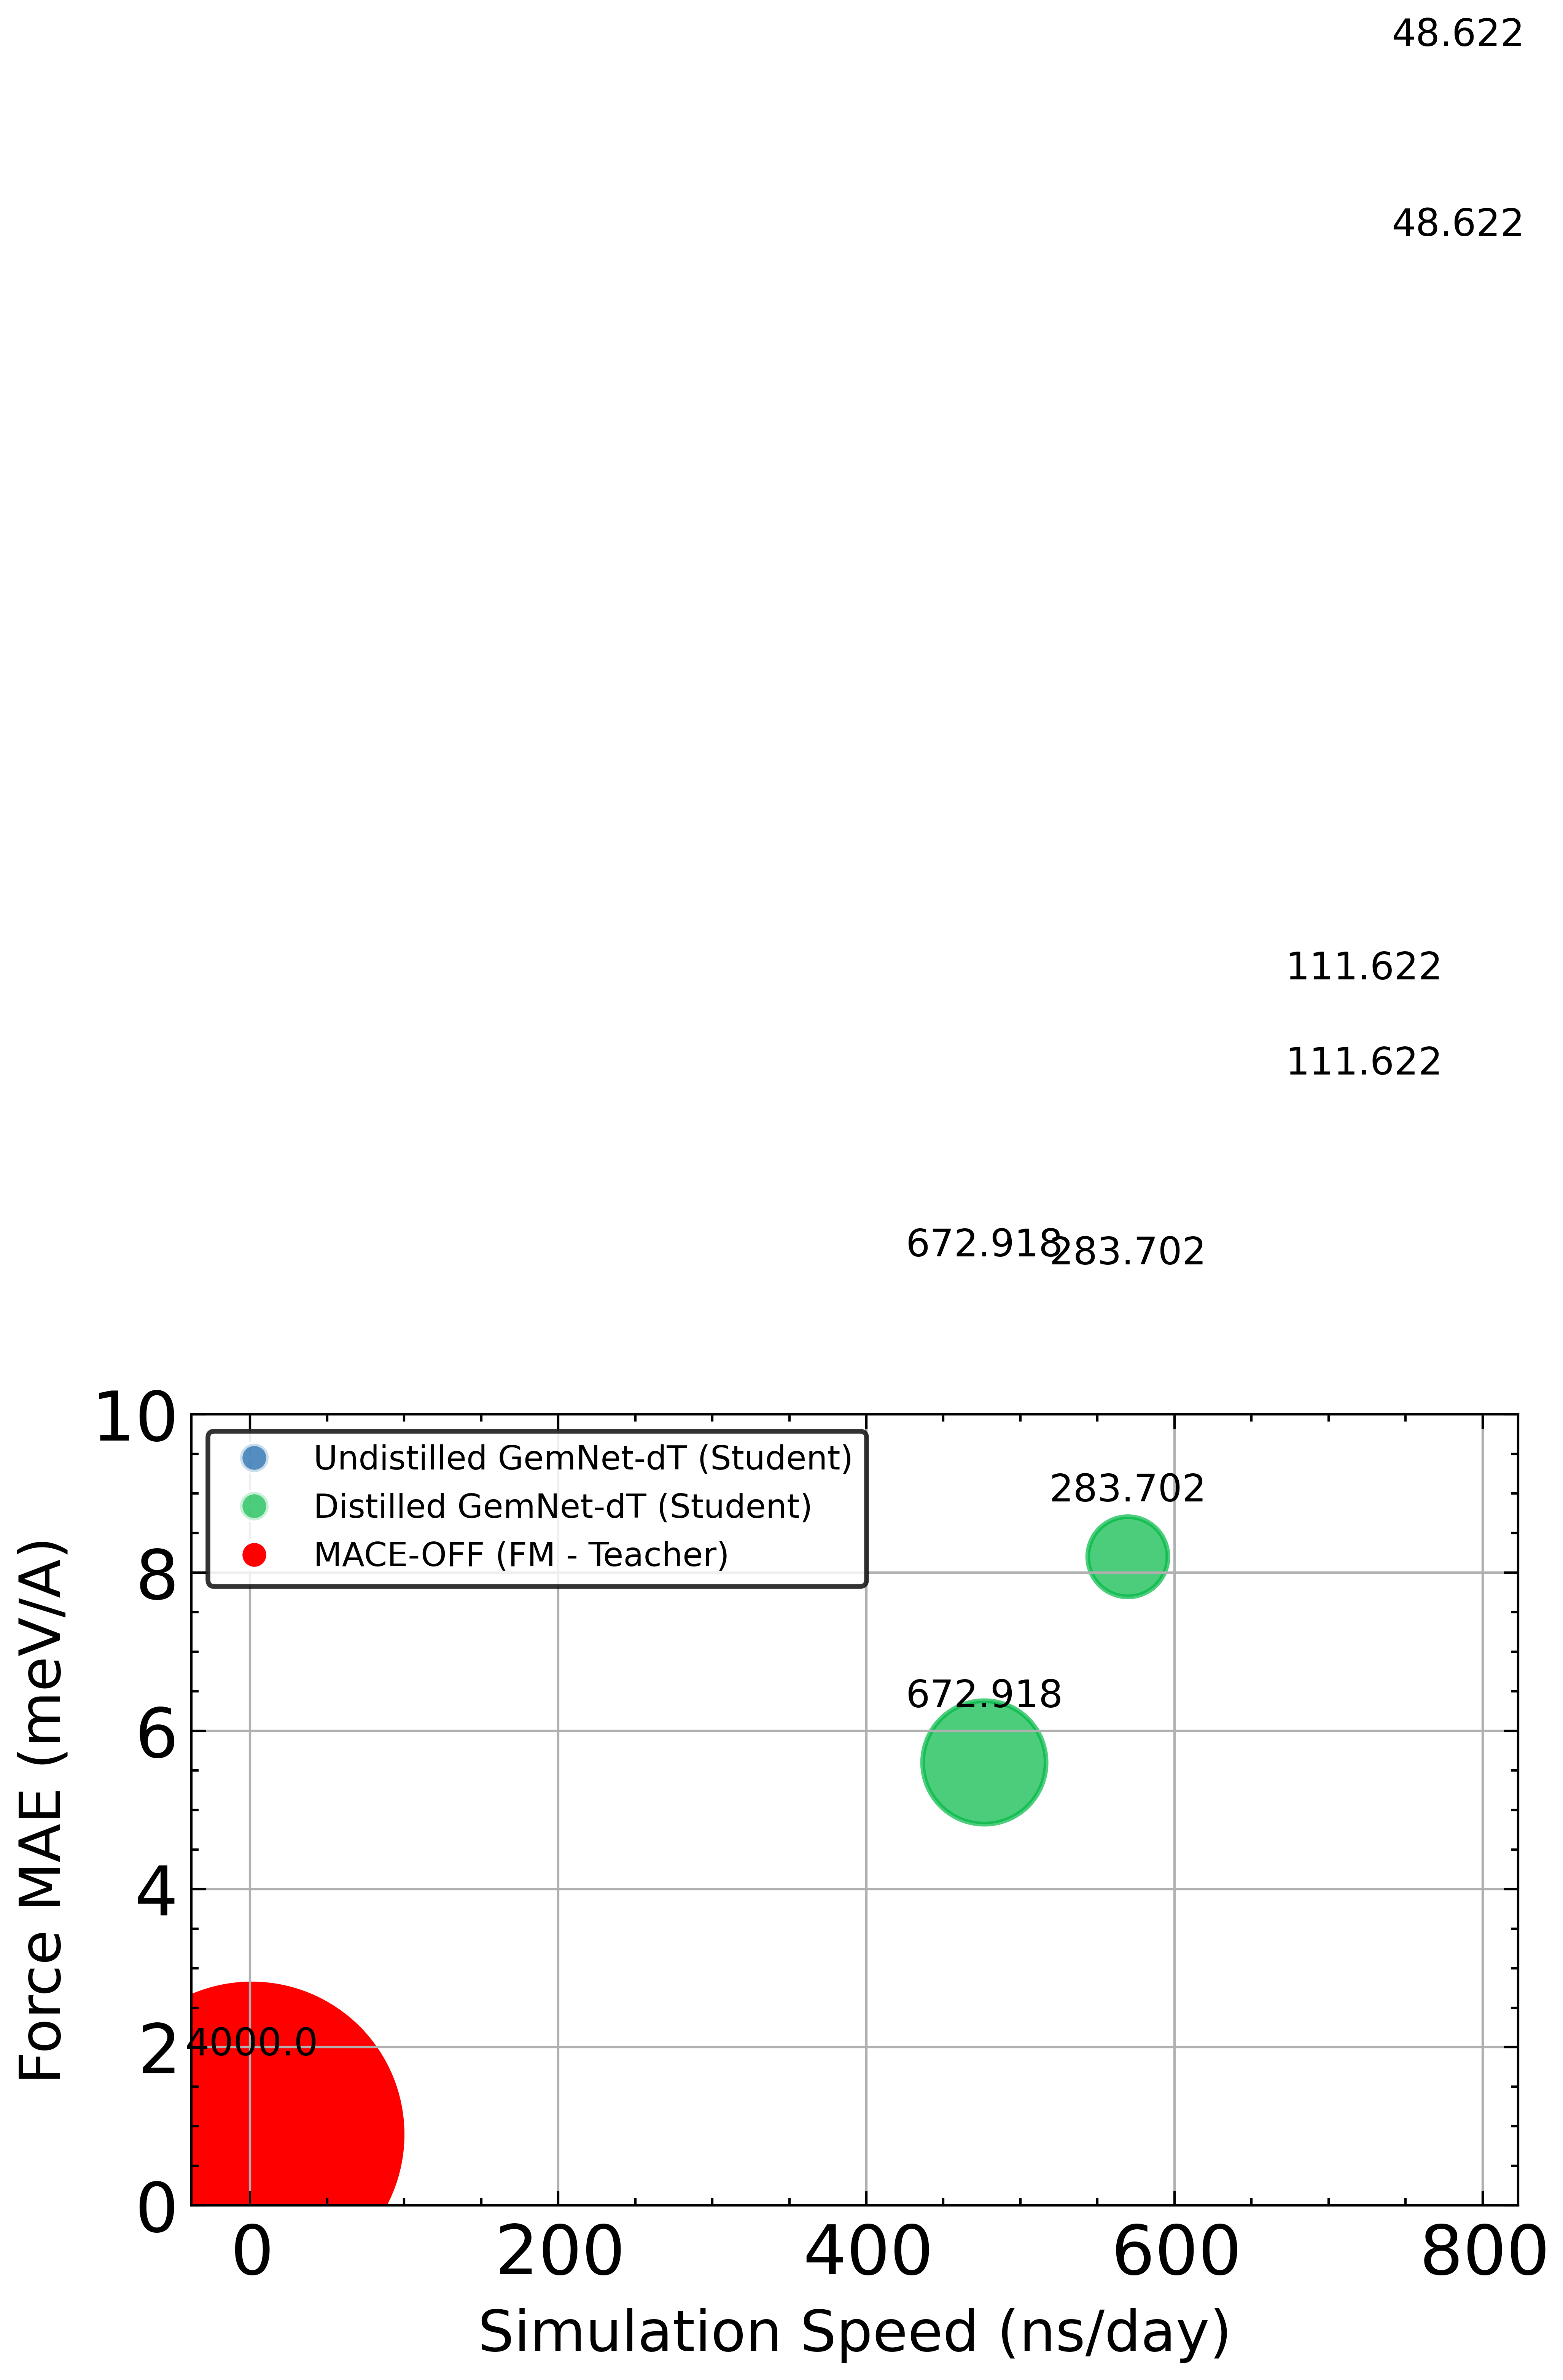 48.622
48.622
111.622
111.622
672.918
283.702
10
Undistilled GemNet-dT (Student)
Distilled GemNet-dT (Student)
MACE-OFF (FM - Teacher)
283.702
8
672.918
6
4
2
4000.0
0
Force MAE (meV/A)
0 200 400 600 800
Simulation Speed (ns/day)